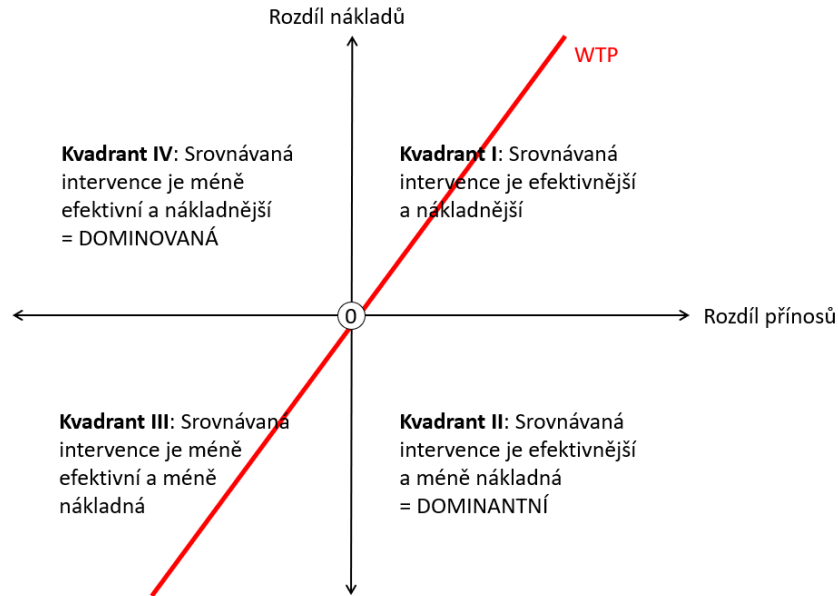 Rozdíl nákladů
WTP
Kvadrant IV: Srovnávaná
intervence je méně
efektivní a nákladnější
= DOMINOVANÁ
Kvadrant I: Srovnávaná
intervence je efektivnější
a nákladnější
0
Rozdíl přínosů
Kvadrant III: Srovnávaná
intervence je méně
efektivní a méně
nákladná
Kvadrant II: Srovnávaná
intervence je efektivnější
a méně nákladná
= DOMINANTNÍ